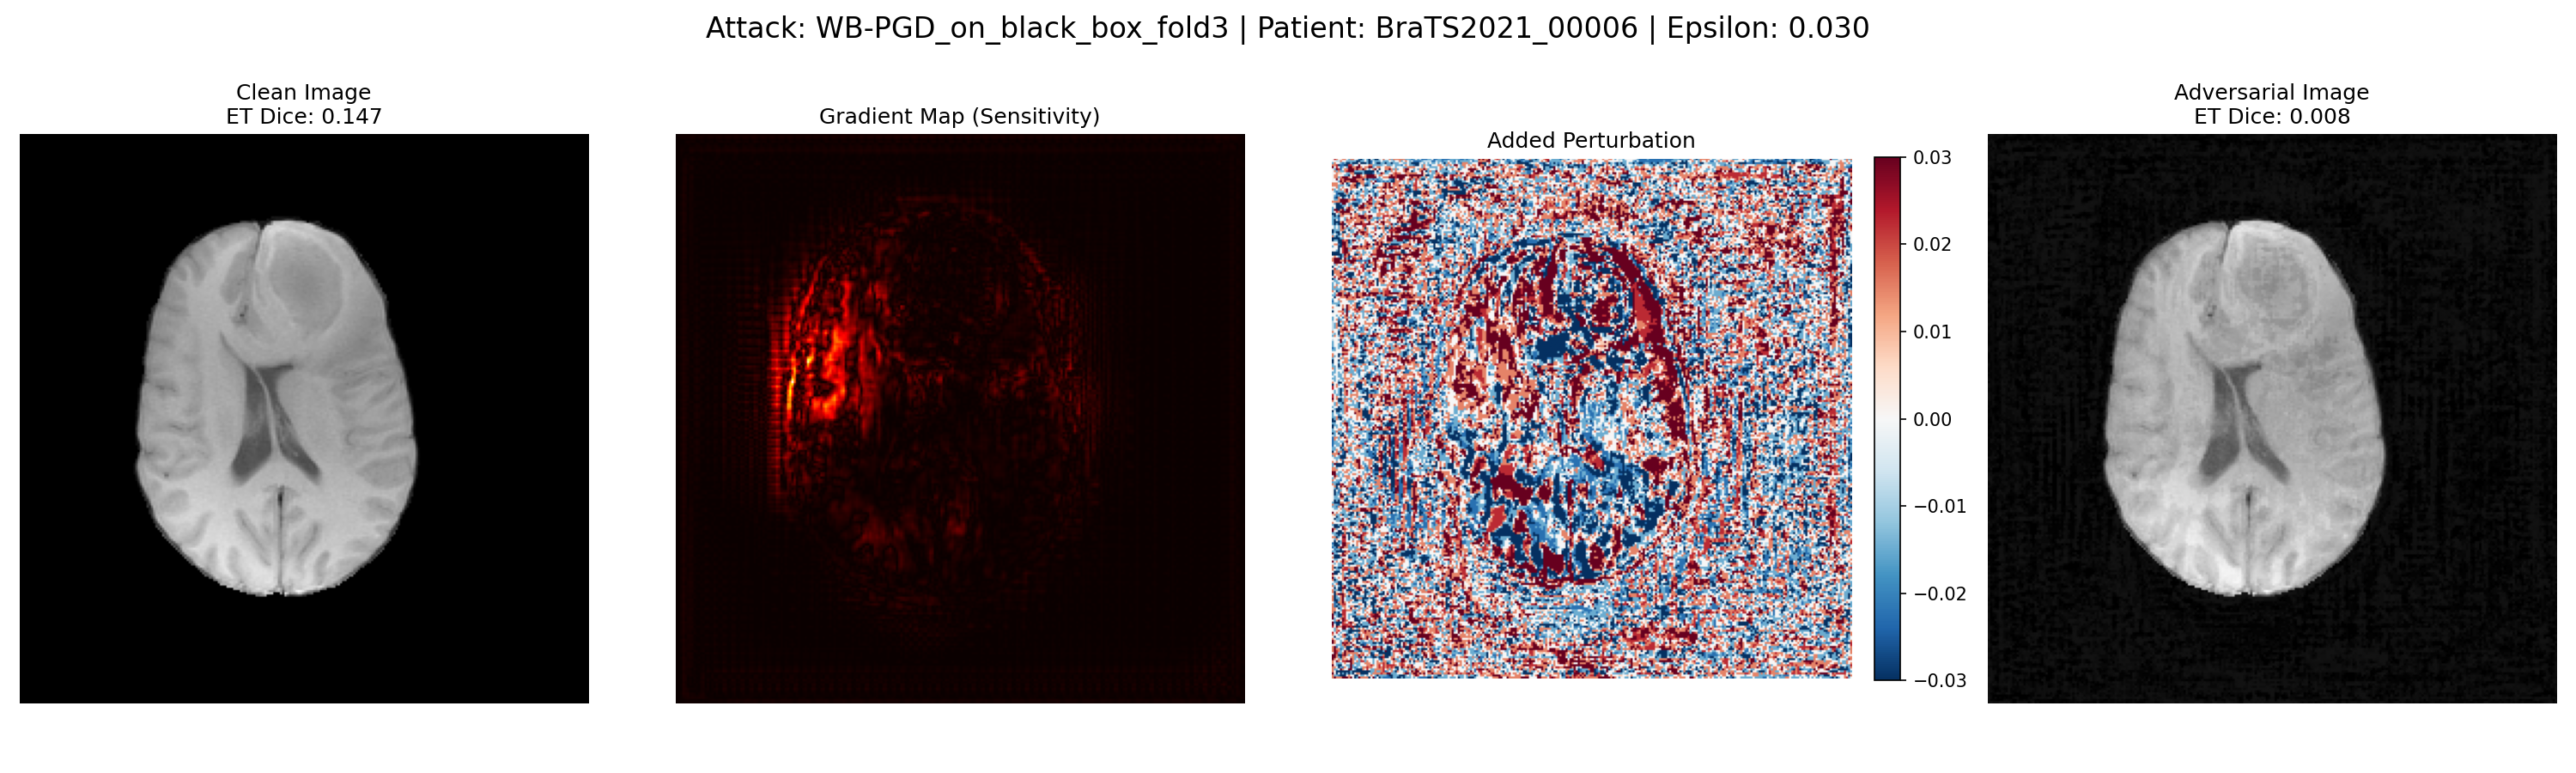 Attack: WB-PGD_on_black_box_fold3 | Patient: BraTS2021_00006 | Epsilon: 0.030
Clean Image
ET Dice: 0.147
Gradient Map (Sensitivity)
Added Perturbation
0.03
0.02
0.01
0.00
−0.01
−0.02
−0.03
Adversarial Image
ET Dice: 0.008